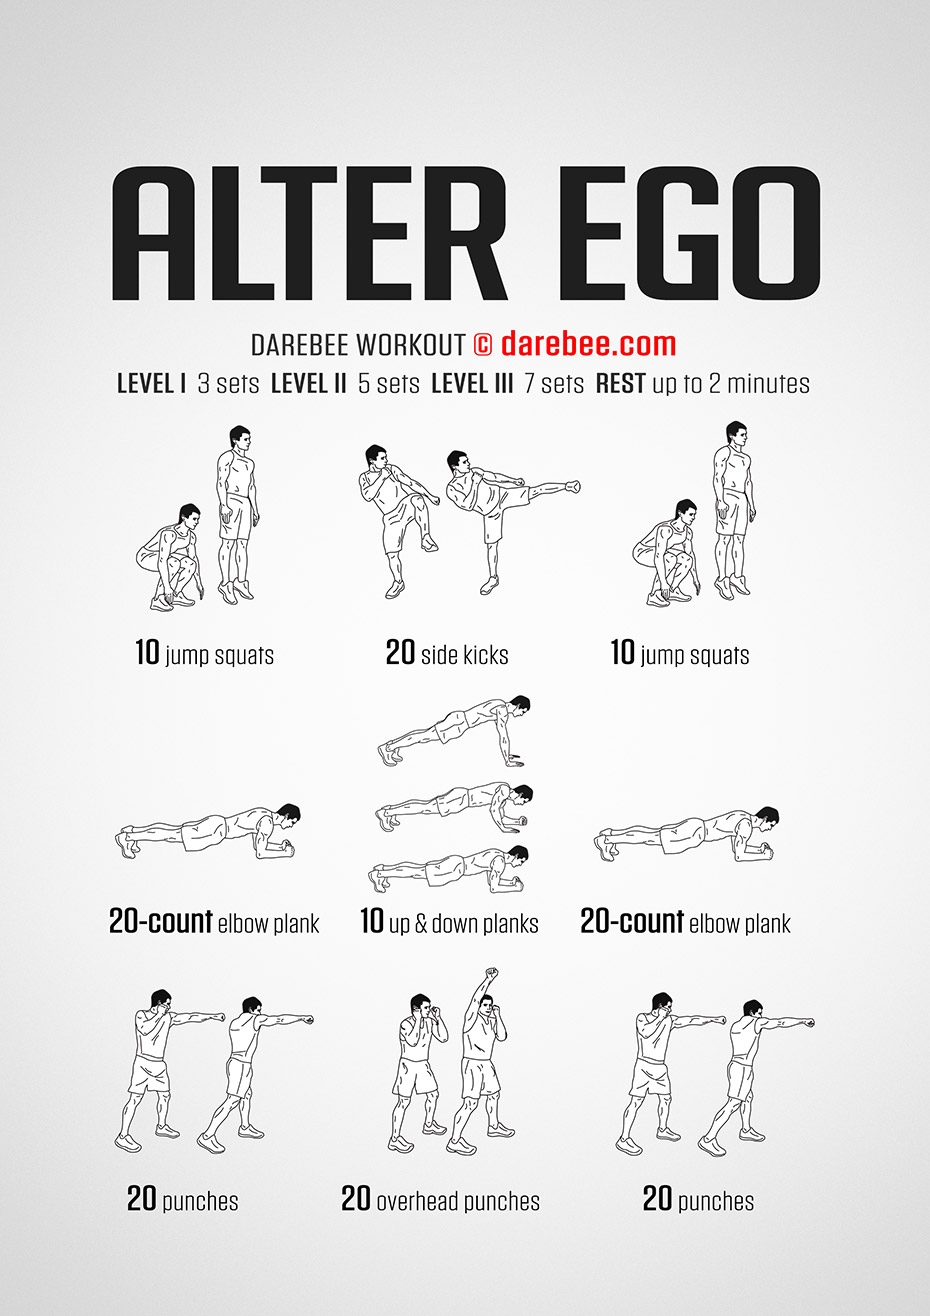 ALTER EGO
DAREBEE WORKOUT © darebee.com
LEVEL I 3 sets LEVEL II 5 sets LEVEL III 7 sets REST up to 2 minutes
10 jump squats
20 side kicks
10 jump squats
20-count elbow plank
10 up & down planks
20-count elbow plank
20 punches
20 overhead punches
20 punches